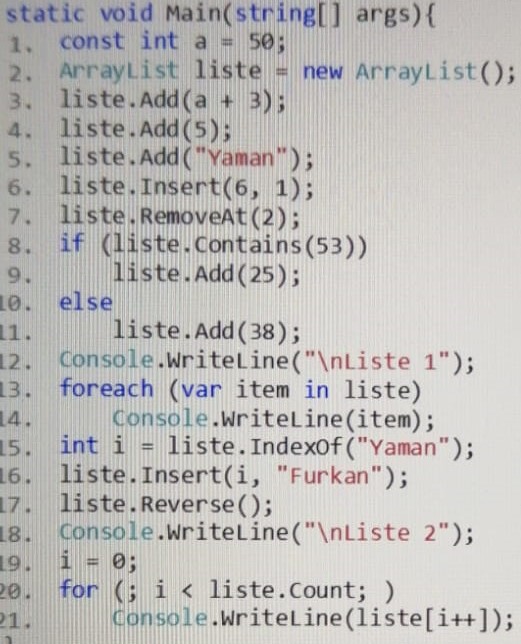 static void Main(string[] args){
1. const int a = 50;
2. ArrayList liste = new ArrayList();
3. liste.Add(a + 3);
4. liste.Add(5);
5. liste.Add("Yaman");
6. liste.Insert(6, 1);
7. liste.RemoveAt(2);
8. if (liste.Contains(53))
9. liste.Add(25);
10. else
11. liste.Add(38);
12. Console.WriteLine("\nListe 1");
13. foreach (var item in liste)
14. Console.WriteLine(item);
15. int i = liste.IndexOf("Yaman");
16. liste.Insert(i, "Furkan");
17. liste.Reverse();
18. Console.WriteLine("\nListe 2");
19. i = 0;
20. for (; i < liste.Count; )
21. Console.WriteLine(liste[i++]);